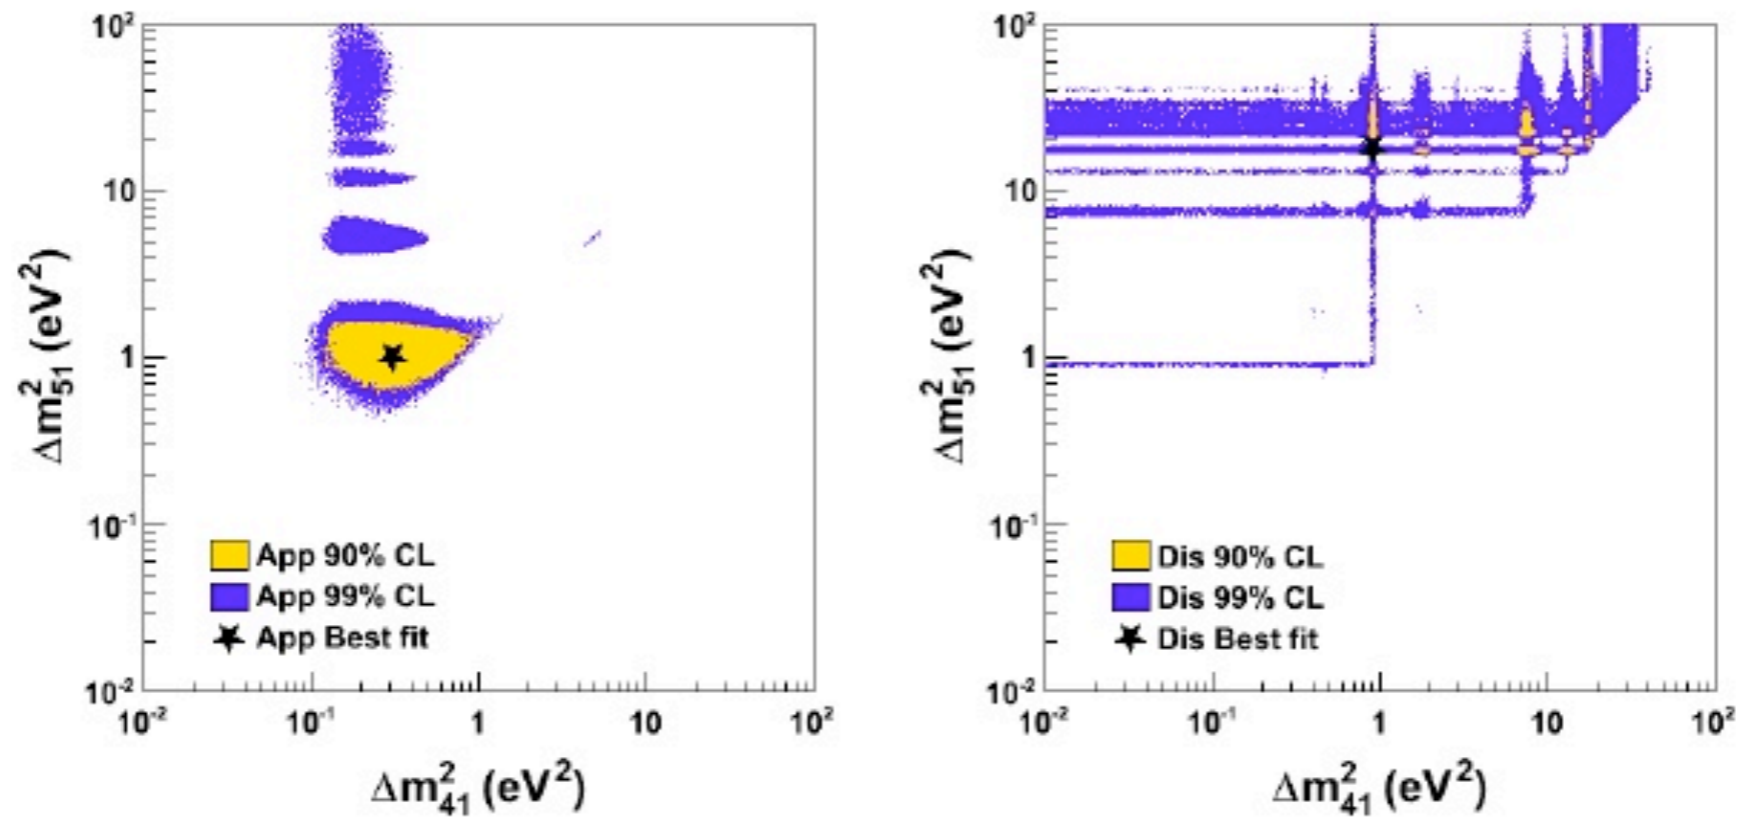 10²
10
1
10⁻¹
10⁻²
Δm²₅₁ (eV²)
App 90% CL
App 99% CL
App Best fit
10⁻² 10⁻¹ 1 10 10²
Δm²₄₁ (eV²)
10²
10
1
10⁻¹
10⁻²
Δm²₅₁ (eV²)
Dis 90% CL
Dis 99% CL
Dis Best fit
10⁻² 10⁻¹ 1 10 10²
Δm²₄₁ (eV²)